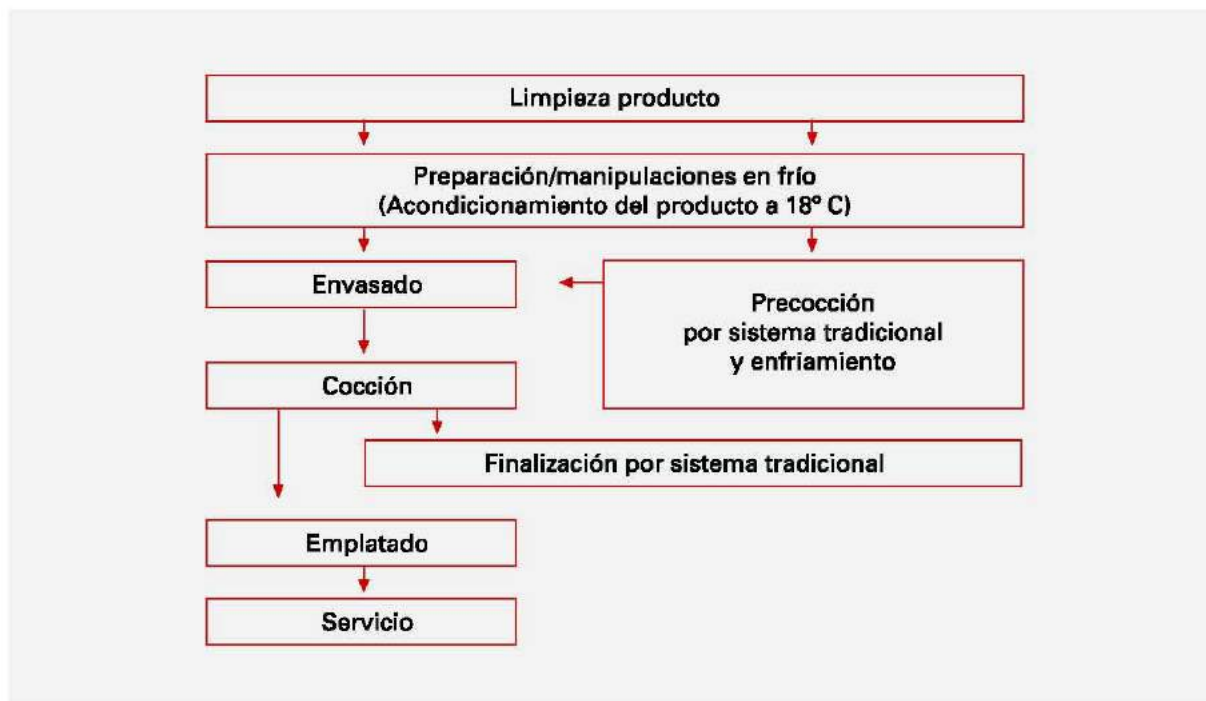 Limpieza producto
Preparación/manipulaciones en frío
(Acondicionamiento del producto a 18º C)
Envasado
Precocción
por sistema tradicional
y enfriamiento
Cocción
Finalización por sistema tradicional
Emplatado
Servicio